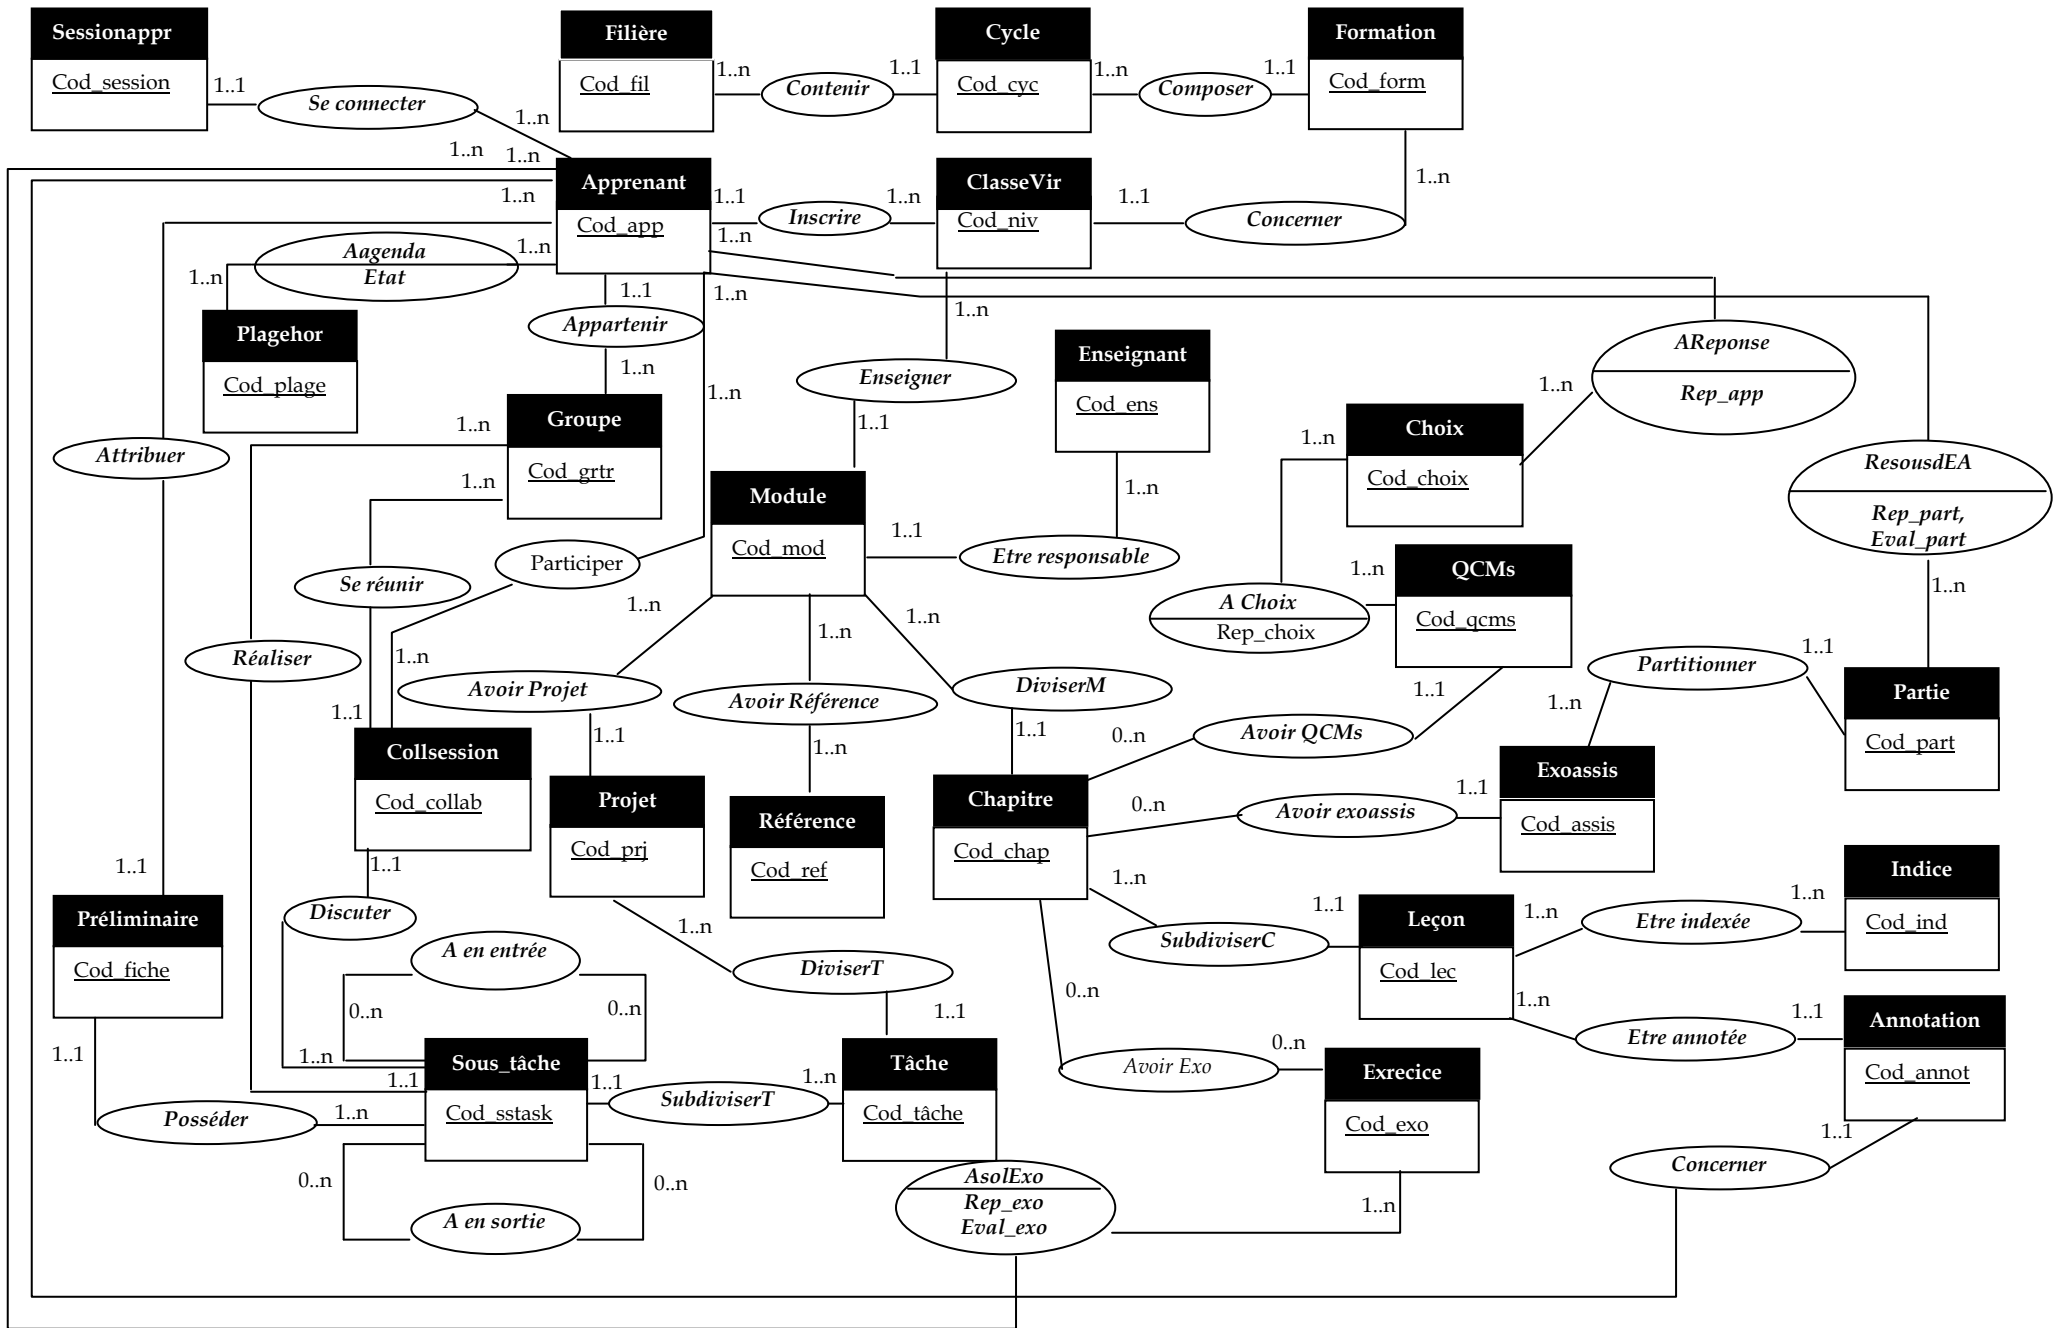 Sessionappr
Cod_session
Filière
Cod_fil
Cycle
Cod_cyc
Formation
Cod_form
1..1
Se connecter
1..n
1..n
Contenir
1..1
1..n
Composer
1..1
1..n
1..n
1..n
Apprenant
Cod_app
1..1
Inscrire
1..n
ClasseVir
Cod_niv
1..1
Concerner
1..n
1..n
Aagenda
Etat
1..n
1..n
1..n
1..1
1..n
Plagehor
Cod_plage
Appartenir
1..n
1..n
Enseigner
1..1
Enseignant
Cod_ens
1..n
AReponse
Rep_app
1..n
Groupe
Cod_grtr
1..n
1..n
Attribuer
Choix
Cod_choix
1..n
ResousdEA
Rep_part,
Eval_part
1..n
Module
Cod_mod
1..1
Etre responsable
Participer
Se réunir
1..n
QCMs
Cod_qcms
1..n
A Choix
Rep_choix
1..n
1..n
1..n
Réaliser
1..n
Avoir Projet
Avoir Référence
DiviserM
Partitionner
1..1
1..n
Partie
Cod_part
1..1
1..1
1..n
1..1
0..n
Avoir QCMs
1..1
Collsession
Cod_collab
Projet
Cod_prj
Référence
Cod_ref
Chapitre
Cod_chap
0..n
Avoir exoassis
1..1
Exoassis
Cod_assis
1..1
1..1
Préliminaire
Cod_fiche
Discuter
A en entrée
0..n
0..n
1..n
DiviserT
1..1
1..n
SubdiviserC
1..1
Leçon
Cod_lec
1..n
Etre indexée
1..n
Indice
Cod_ind
0..n
1..n
Etre annotée
1..1
Annotation
Cod_annot
1..1
1..n
1..1
Sous_tâche
Cod_sstask
1..1
SubdiviserT
1..n
Tâche
Cod_tâche
Avoir Exo
0..n
Exrecice
Cod_exo
Posséder
1..n
0..n
A en sortie
0..n
AsolExo
Rep_exo
Eval_exo
1..n
Concerner
1..1